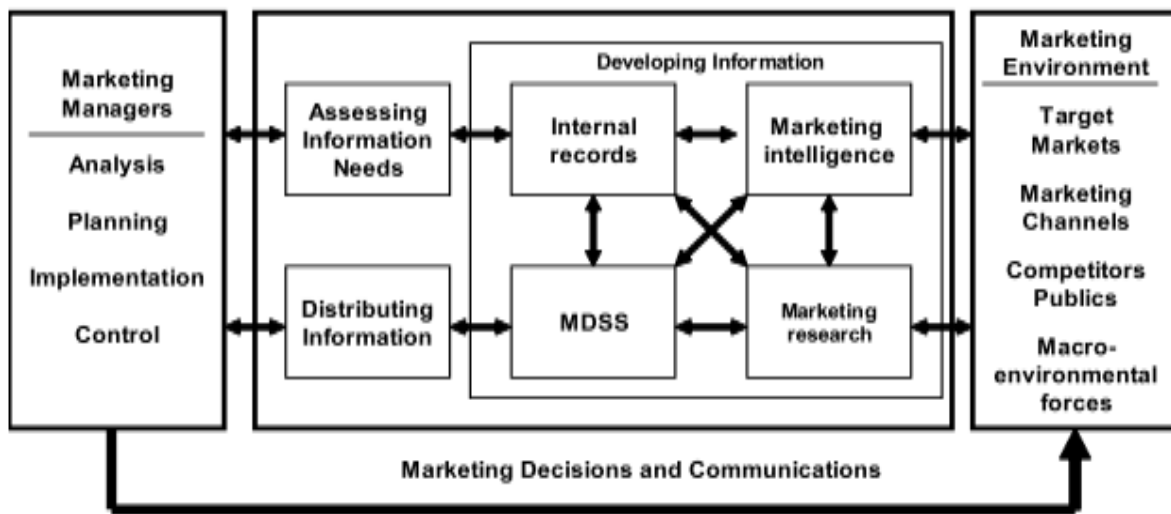 Marketing
Managers
Analysis
Planning
Implementation
Control
Assessing
Information
Needs
Distributing
Information
Developing Information
Internal
records
Marketing
intelligence
MDSS
Marketing
research
Marketing
Environment
Target
Markets
Marketing
Channels
Competitors
Publics
Macro-
environmental
forces
Marketing Decisions and Communications